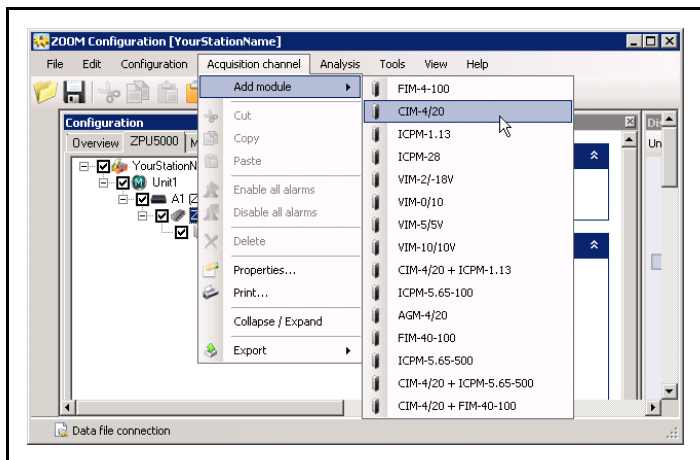 ZOOM Configuration [YourStationName]
File Edit Configuration Acquisition channel Analysis Tools View Help
Configuration
Overview ZPU5000 M
YourStationN
Unit1
A1 [Z
Z
Add module
Cut
Copy
Paste
Enable all alarms
Disable all alarms
Delete
Properties...
Print...
Collapse / Expand
Export
FIM-4-100
CIM-4/20
ICPM-1.13
ICPM-28
VIM-2/-18V
VIM-0/10
VIM-5/5V
VIM-10/10V
CIM-4/20 + ICPM-1.13
ICPM-5.65-100
AGM-4/20
FIM-40-100
ICPM-5.65-500
CIM-4/20 + ICPM-5.65-500
CIM-4/20 + FIM-40-100
Un
Data file connection